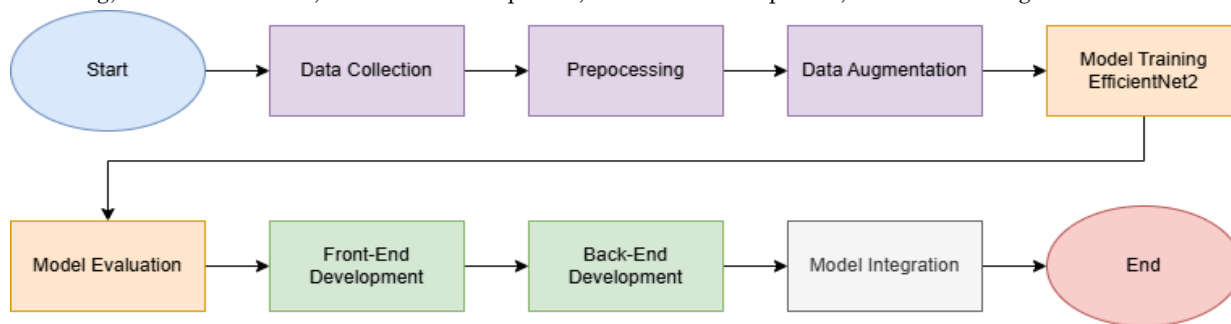 Start
Data Collection
Prepocessing
Data Augmentation
Model Training
EfficientNet2
Model Evaluation
Front-End
Development
Back-End
Development
Model Integration
End